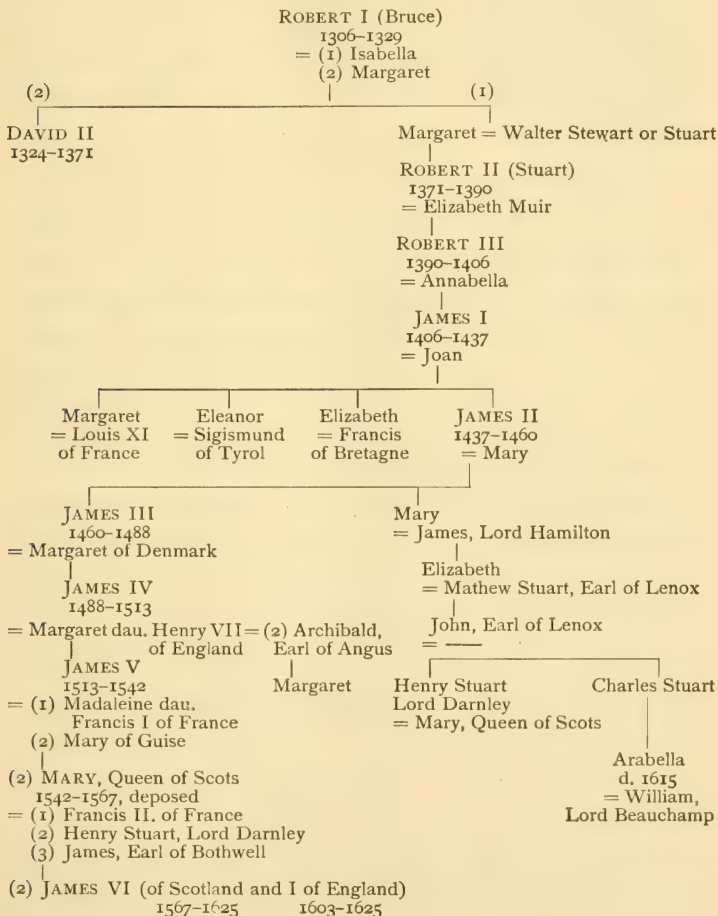 ROBERT I (Bruce)
1306–1329
= (1) Isabella
(2) Margaret
(2) (1)
DAVID II
1324–1371
Margaret = Walter Stewart or Stuart
ROBERT II (Stuart)
1371–1390
= Elizabeth Muir
ROBERT III
1390–1406
= Annabella
JAMES I
1406–1437
= Joan
Margaret
= Louis XI
of France
Eleanor
= Sigismund
of Tyrol
Elizabeth
= Francis
of Bretagne
JAMES II
1437–1460
= Mary
JAMES III
1460–1488
= Margaret of Denmark
Mary
= James, Lord Hamilton
JAMES IV
1488–1513
Elizabeth
= Mathew Stuart, Earl of Lenox
= Margaret dau. Henry VII = (2) Archibald,
of England Earl of Angus
John, Earl of Lenox
= ——
JAMES V
1513–1542
Margaret
= (1) Madaleine dau.
Francis I of France
(2) Mary of Guise
Henry Stuart
Lord Darnley
= Mary, Queen of Scots
Charles Stuart
Arabella
d. 1615
= William,
Lord Beauchamp
(2) MARY, Queen of Scots
1542–1567, deposed
= (1) Francis II. of France
(2) Henry Stuart, Lord Darnley
(3) James, Earl of Bothwell
(2) JAMES VI (of Scotland and I of England)
1567–1625 1603–1625